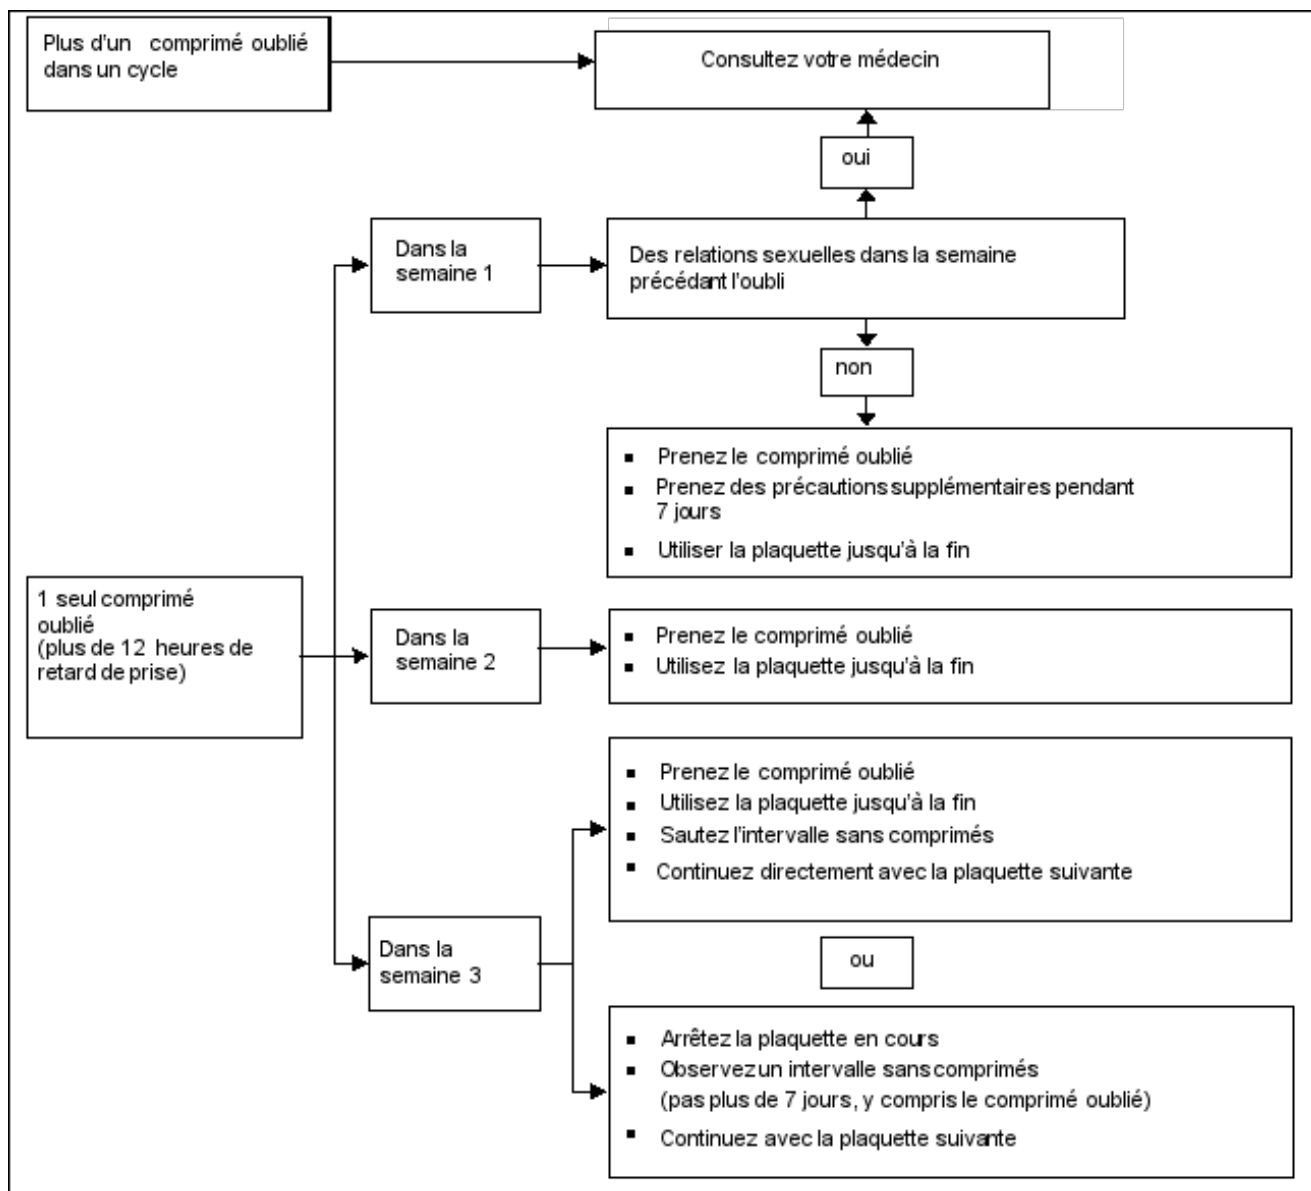 Plus d'un comprimé oublié
dans un cycle
Consultez votre médecin
oui
Dans la
semaine 1
Des relations sexuelles dans la semaine
précédant l'oubli
non
▪ Prenez le comprimé oublié
▪ Prenez des précautions supplémentaires pendant
7 jours
▪ Utiliser la plaquette jusqu'à la fin
1 seul comprimé
oublié
(plus de 12 heures de
retard de prise)
Dans la
semaine 2
▪ Prenez le comprimé oublié
▪ Utilisez la plaquette jusqu'à la fin
▪ Prenez le comprimé oublié
▪ Utilisez la plaquette jusqu'à la fin
▪ Sautez l'intervalle sans comprimés
▪ Continuez directement avec la plaquette suivante
Dans la
semaine 3
ou
▪ Arrêtez la plaquette en cours
▪ Observez un intervalle sans comprimés
(pas plus de 7 jours, y compris le comprimé oublié)
▪ Continuez avec la plaquette suivante